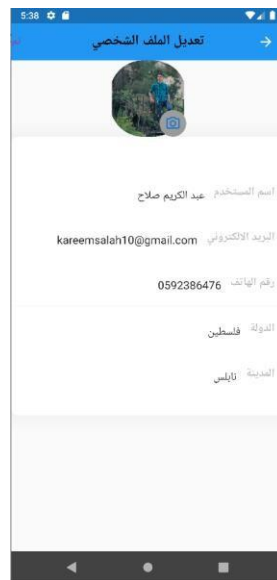 5:38
تعديل الملف الشخصي
اسم المستخدم عبد الكريم صلاح
البريد الالكتروني kareemsalah10@gmail.com
رقم الهاتف 0592386476
الدولة فلسطين
المدينة نابلس